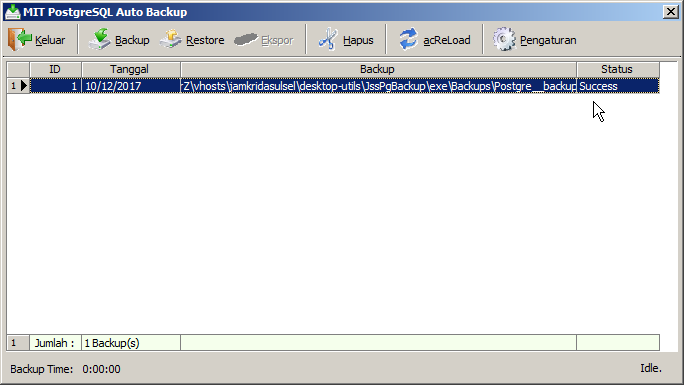 MIT PostgreSQL Auto Backup
Keluar Backup Restore Ekspor Hapus acReLoad Pengaturan
ID Tanggal Backup Status
1 1 10/12/2017 rZ\vhosts\jamkridasulsel\desktop-utils\JssPgBackup\exe\Backups\Postgre__backup Success
1 Jumlah : 1 Backup(s)
Backup Time: 0:00:00 Idle.